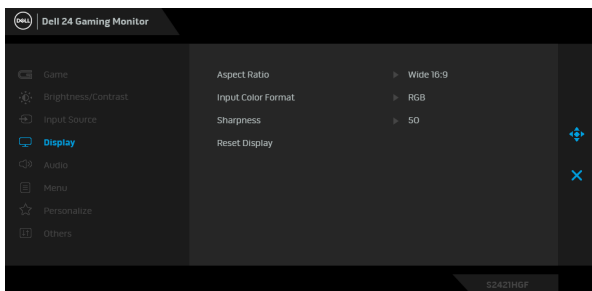 DELL Dell 24 Gaming Monitor
Game
Brightness/Contrast
Input Source
Display
Audio
Menu
Personalize
Others
Aspect Ratio Wide 16:9
Input Color Format RGB
Sharpness 50
Reset Display
S2421HGF